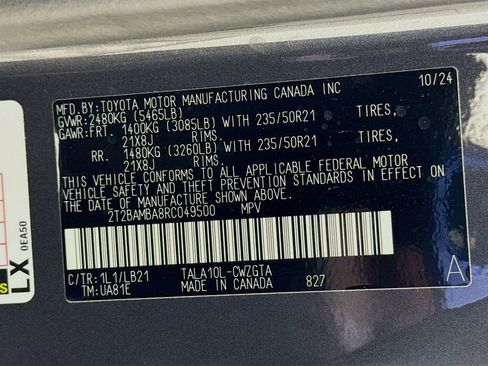 MFD.BY:TOYOTA MOTOR MANUFACTURING CANADA INC 10/24
GVWR:2480KG (5465LB)
GAWR:FRT. 1400KG (3085LB) WITH 235/50R21 TIRES,
21X8J RIMS.
RR. 1480KG (3260LB) WITH 235/50R21 TIRES,
21X8J RIMS.
THIS VEHICLE CONFORMS TO ALL APPLICABLE FEDERAL MOTOR
VEHICLE SAFETY AND THEFT PREVENTION STANDARDS IN EFFECT
ON THE DATE OF MANUFACTURE SHOWN ABOVE.
2T2BAMBA8RC049500 MPV
C/TR:1L1/LB21 TALA10L-CWZGTA
TM:UA81E MADE IN CANADA 827 A
LX 0EA50
S